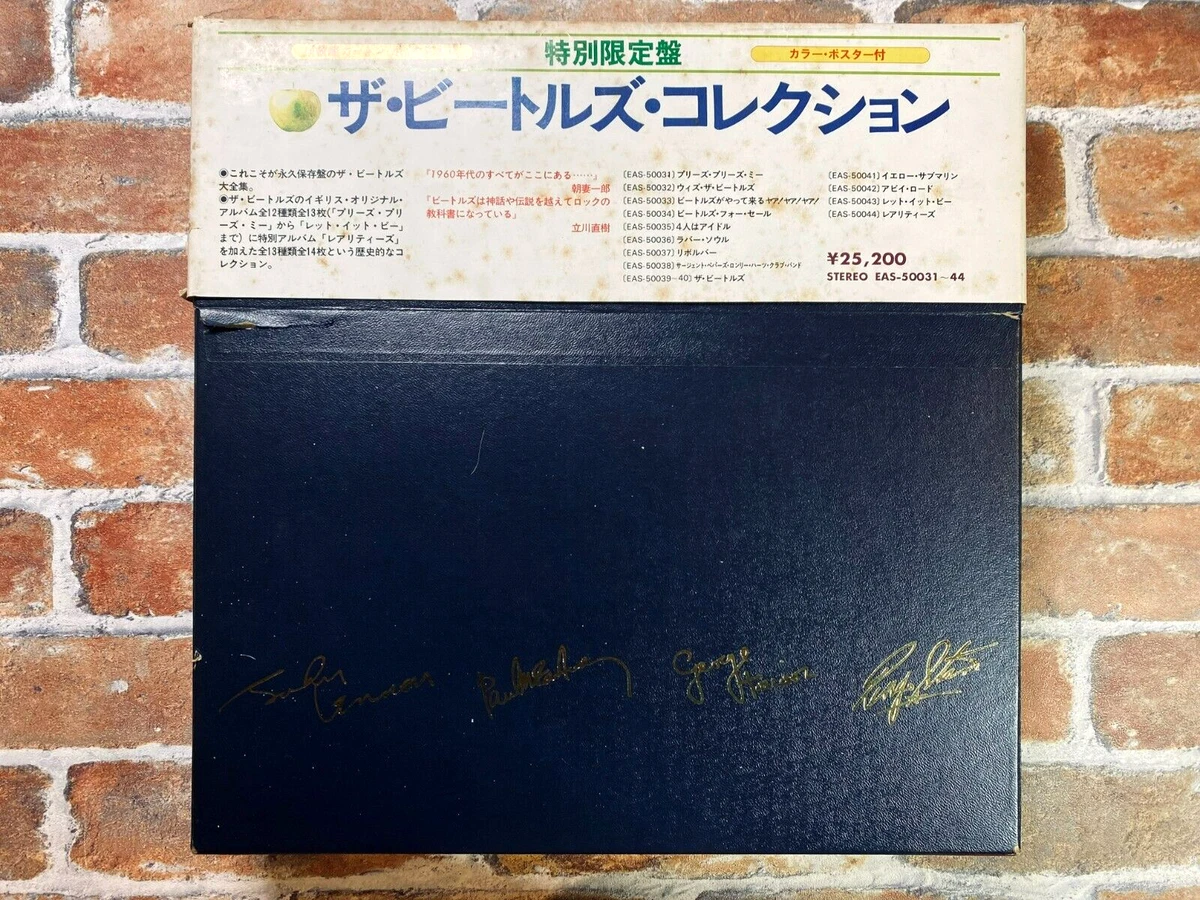 特別限定盤
カラー・ポスター付
ザ・ビートルズ・コレクション
◉これこそが永久保存盤のザ・ビートルズ
大全集。
◉ザ・ビートルズのイギリス・オリジナル・
アルバム全12種類全13枚(「プリーズ・プリ
ーズ・ミー」から「レット・イット・ビー」
まで)に特別アルバム「レアリティーズ」
を加えた全13種類全14枚という歴史的なコ
レクション。
「1960年代のすべてがここにある……」
朝妻一郎
「ビートルズは神話や伝説を越えてロックの
教科書になっている」
立川直樹
〔EAS-50031〕プリーズ・プリーズ・ミー
〔EAS-50032〕ウィズ・ザ・ビートルズ
〔EAS-50033〕ビートルズがやって来るヤァ!ヤァ!ヤァ!
〔EAS-50034〕ビートルズ・フォー・セール
〔EAS-50035〕4人はアイドル
〔EAS-50036〕ラバー・ソウル
〔EAS-50037〕リボルバー
〔EAS-50038〕サージェント・ペパーズ・ロンリー・ハーツ・クラブ・バンド
〔EAS-50039~40〕ザ・ビートルズ
〔EAS-50041〕イエロー・サブマリン
〔EAS-50042〕アビイ・ロード
〔EAS-50043〕レット・イット・ビー
〔EAS-50044〕レアリティーズ
¥25,200
STEREO EAS-50031~44
John Lennon
Paul McCartney
George Harrison
Ringo Starr